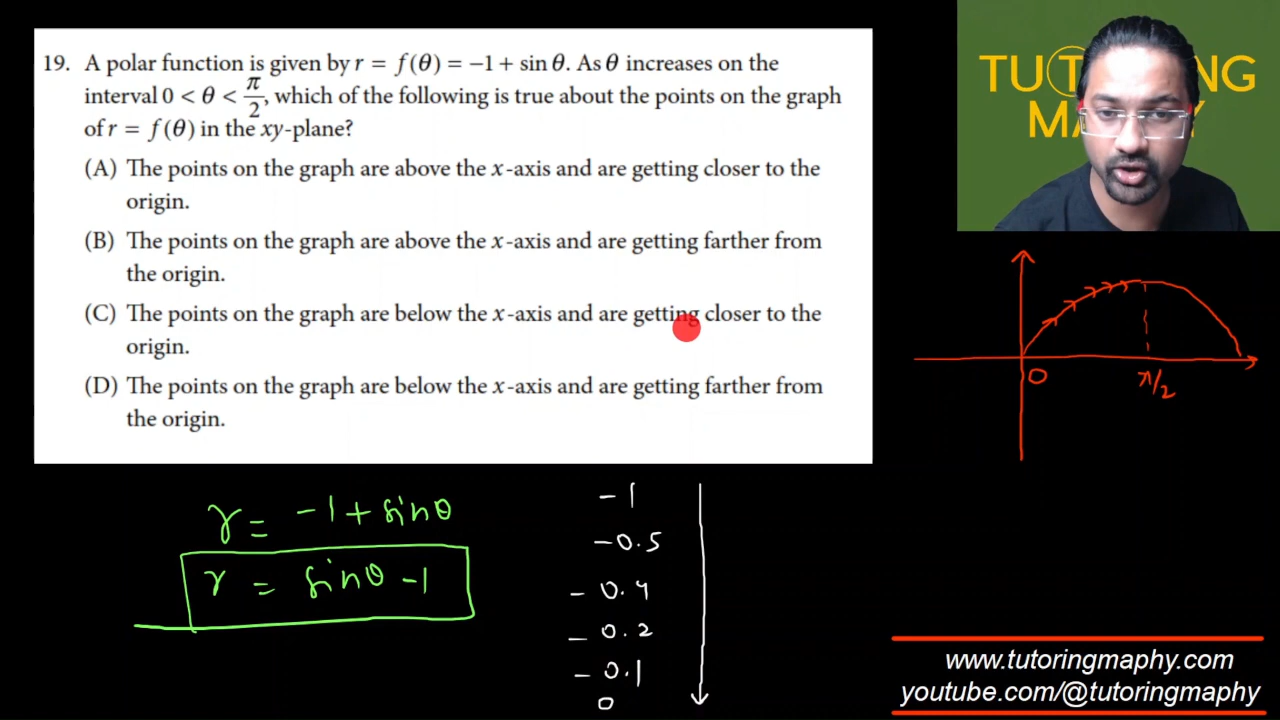 19. A polar function is given by r = f(θ) = −1 + sin θ. As θ increases on the
interval 0 < θ < π/2, which of the following is true about the points on the graph
of r = f(θ) in the xy-plane?
(A) The points on the graph are above the x-axis and are getting closer to the
origin.
(B) The points on the graph are above the x-axis and are getting farther from
the origin.
(C) The points on the graph are below the x-axis and are getting closer to the
origin.
(D) The points on the graph are below the x-axis and are getting farther from
the origin.
r = -1 + sinθ
r = sinθ -1
-1
-0.5
-0.4
-0.2
-0.1
0
0 π/2
www.tutoringmaphy.com
youtube.com/@tutoringmaphy